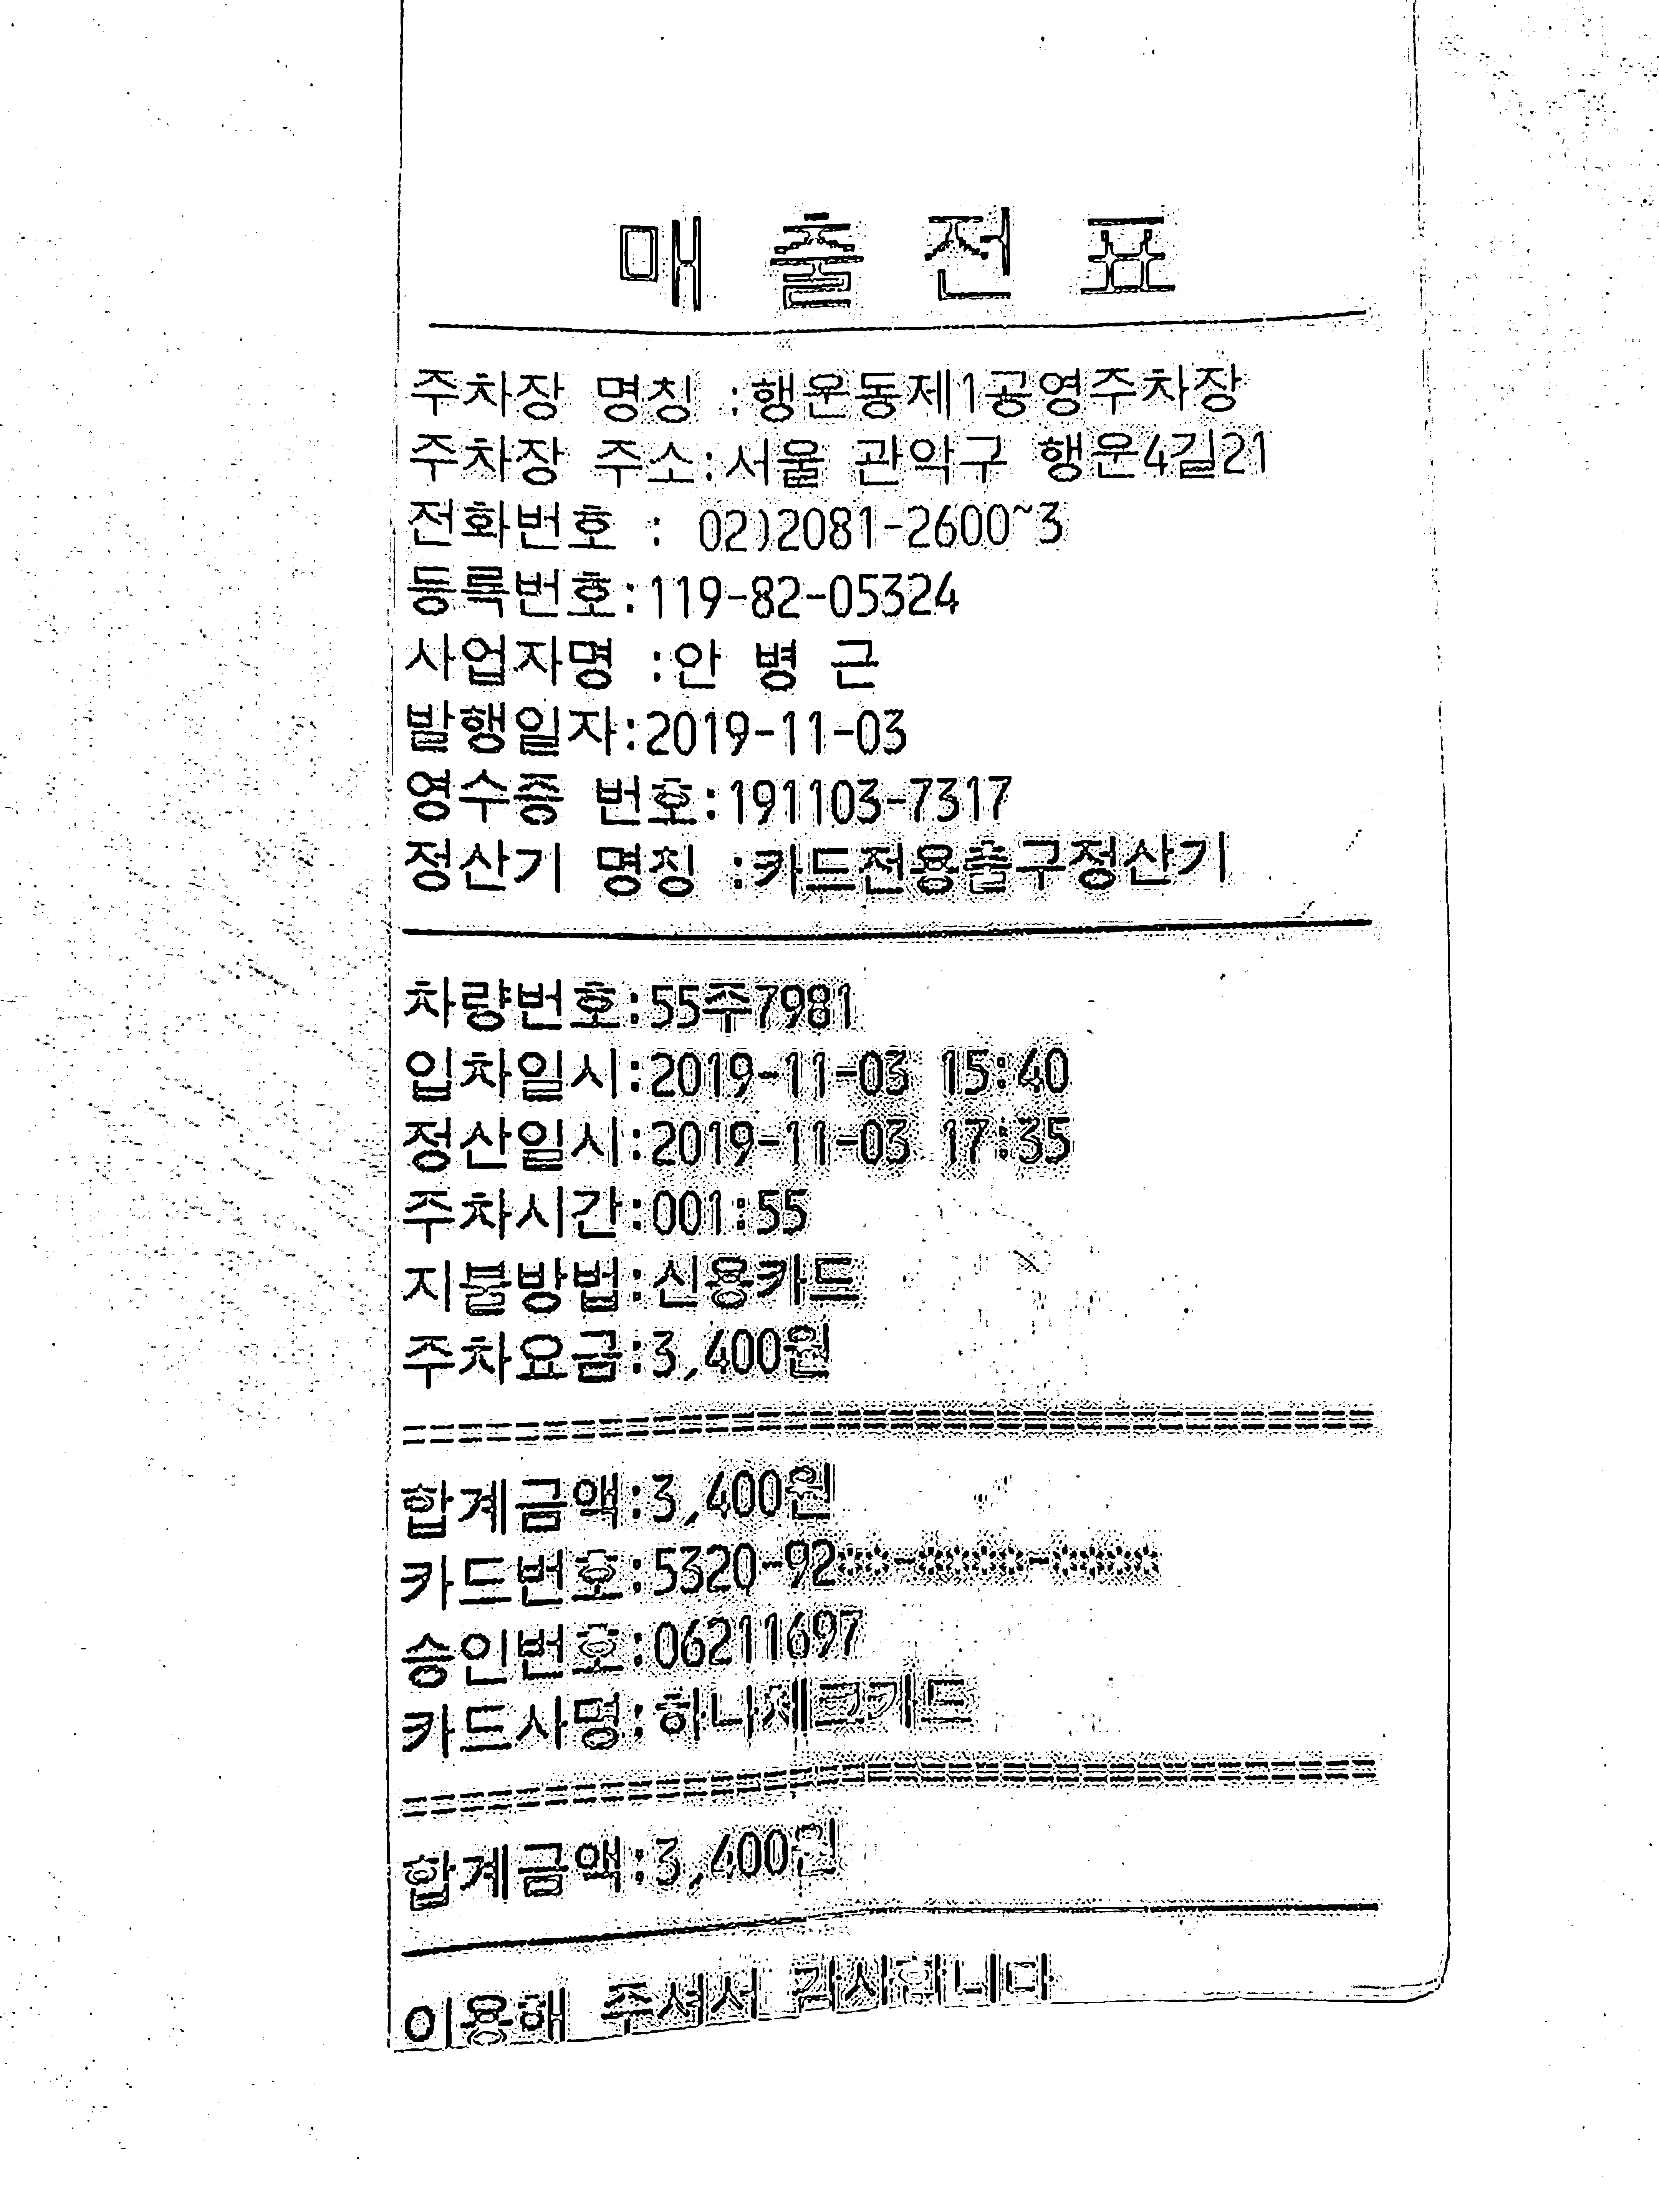 매 출 전 표
주차장 명칭 :행운동제1공영주차장
주차장 주소:서울 관악구 행운4길21
전화번호 : 02)2081-2600~3
등록번호:119-82-05324
사업자명 :안 병 근
발행일자:2019-11-03
영수증 번호:191103-7317
정산기 명칭 :카드전용출구정산기
차량번호:55주7981
입차일시:2019-11-03 15:40
정산일시:2019-11-03 17:35
주차시간:001:55
지불방법:신용카드
주차요금:3,400원
===================================
합계금액:3,400원
카드번호:5320-92**-****-****
승인번호:06211697
카드사명:하나체크카드
===================================
합계금액:3,400원
이용해 주셔서 감사합니다